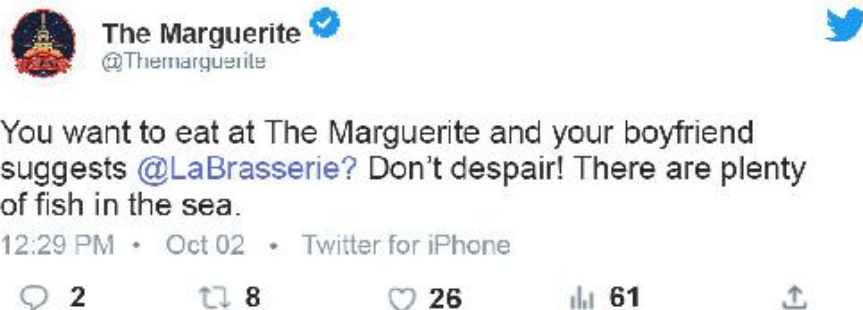 The Marguerite
@Themarguerite
You want to eat at The Marguerite and your boyfriend
suggests @LaBrasserie? Don’t despair! There are plenty
of fish in the sea.
12:29 PM • Oct 02 • Twitter for iPhone
2 8 26 61